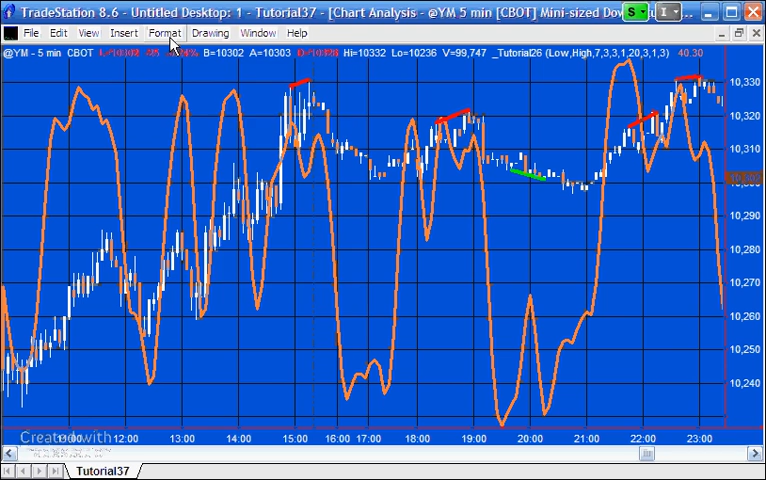 TradeStation 8.6 - Untitled Desktop: 1 - Tutorial37 - [Chart Analysis - @YM 5 min [CBOT] Mini-sized Dow
S
I
File Edit View Insert Format Drawing Window Help
@YM - 5 min CBOT B=10302 A=10303 Hi=10332 Lo=10236 V=99,747 _Tutorial26 (Low,High,7,3,3,1,20,3,1,3) 40.30
10,330
10,320
10,310
10,290
10,280
10,270
10,260
10,250
10,240
Created with
12:00 13:00 14:00 15:00 16:00 17:00 18:00 19:00 20:00 21:00 22:00 23:00
Tutorial37